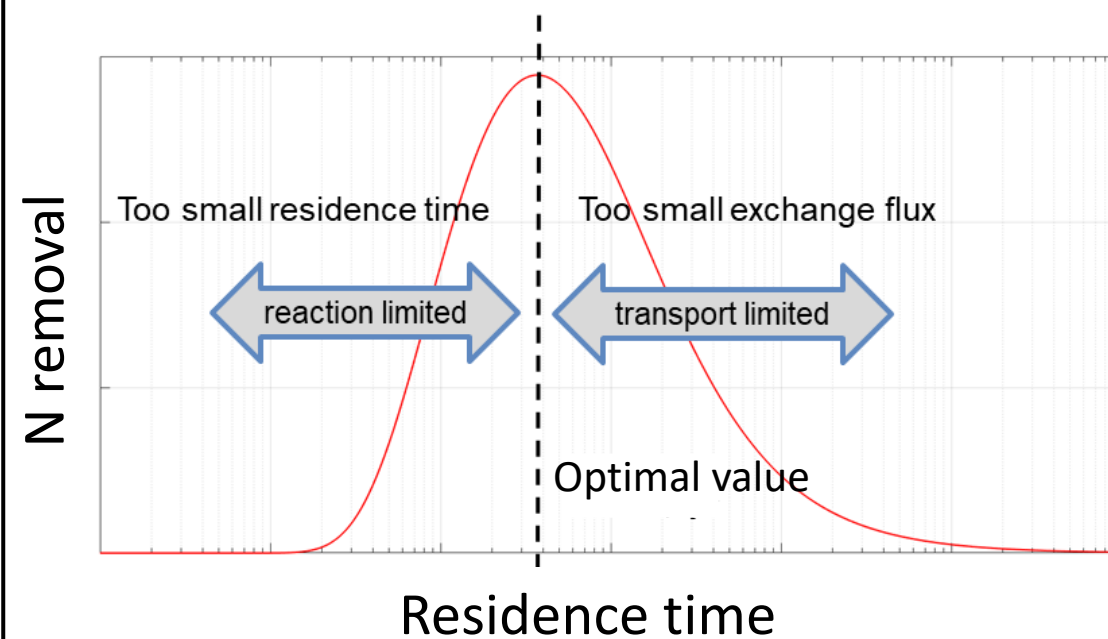 Too small residence time
Too small exchange flux
reaction limited
transport limited
N removal
Optimal value
Residence time